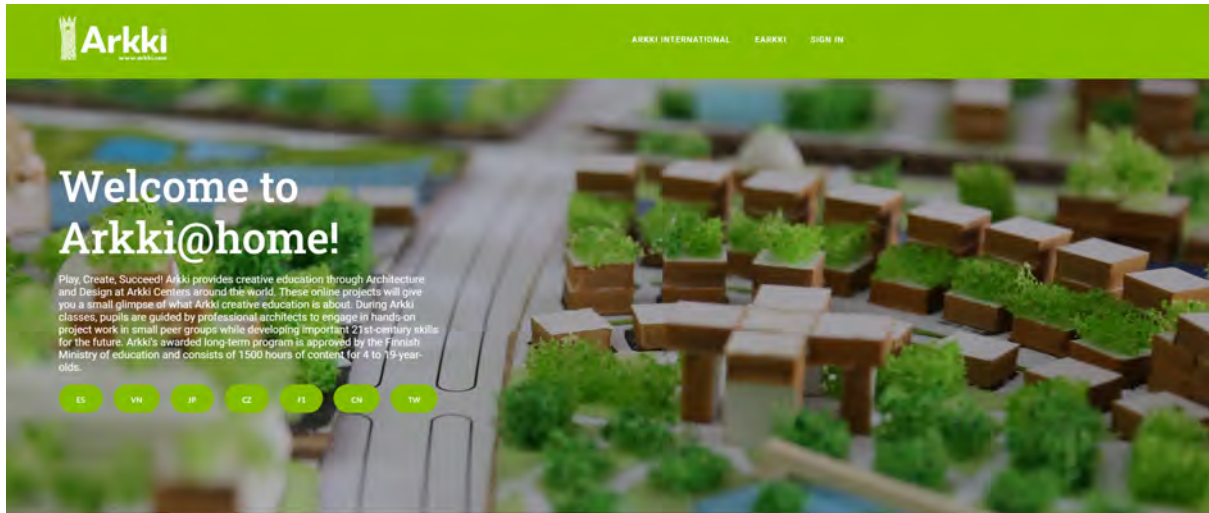 Arkki
www.arkki.com
ARKKI INTERNATIONAL
EARKKI
SIGN IN
Welcome to
Arkki@home!
Play, Create, Succeed! Arkki provides creative education through Architecture
and Design at Arkki Centers around the world. These online projects will give
you a small glimpse of what Arkki creative education is about. During Arkki
classes, pupils are guided by professional architects to engage in hands-on
project work in small peer groups while developing important 21st-century skills
for the future. Arkki's awarded long-term program is approved by the Finnish
Ministry of education and consists of 1500 hours of content for 4 to 19-year-
olds.
ES VN JP CZ FI CN TW